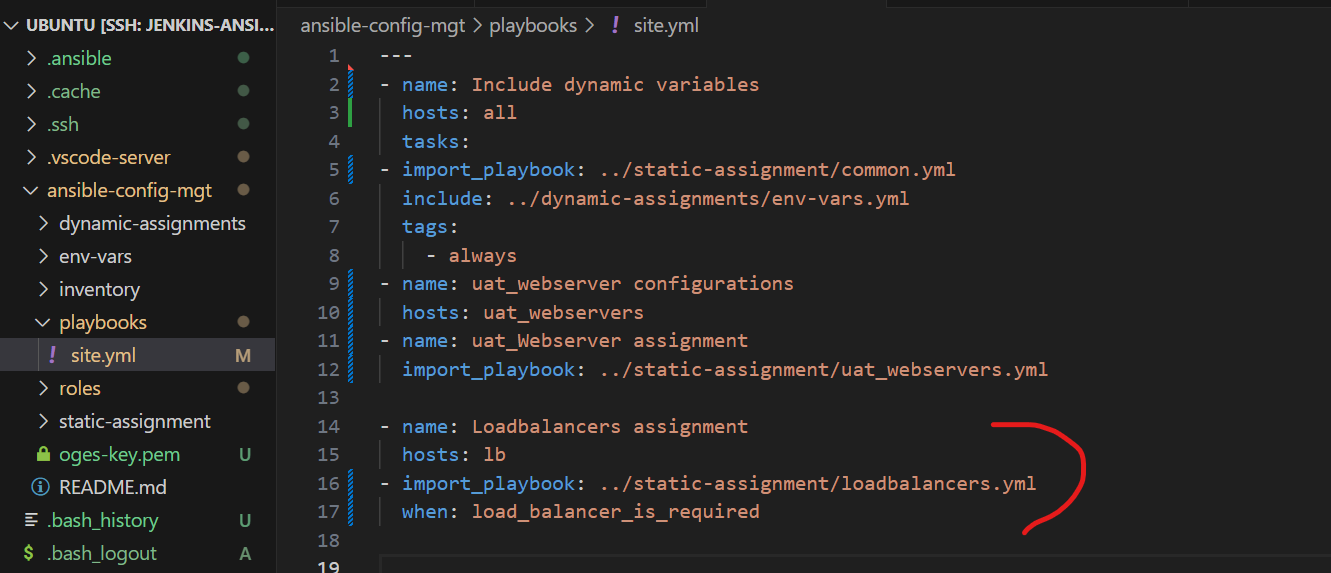 UBUNTU [SSH: JENKINS-ANSI...
.ansible
.cache
.ssh
.vscode-server
ansible-config-mgt
dynamic-assignments
env-vars
inventory
playbooks
! site.yml M
roles
static-assignment
oges-key.pem U
README.md
.bash_history U
$ .bash_logout A
ansible-config-mgt > playbooks > ! site.yml
1 ---
2 - name: Include dynamic variables
3 hosts: all
4 tasks:
5 - import_playbook: ../static-assignment/common.yml
6 include: ../dynamic-assignments/env-vars.yml
7 tags:
8 - always
9 - name: uat_webserver configurations
10 hosts: uat_webservers
11 - name: uat_Webserver assignment
12 import_playbook: ../static-assignment/uat_webservers.yml
13
14 - name: Loadbalancers assignment
15 hosts: lb
16 - import_playbook: ../static-assignment/loadbalancers.yml
17 when: load_balancer_is_required
18
19